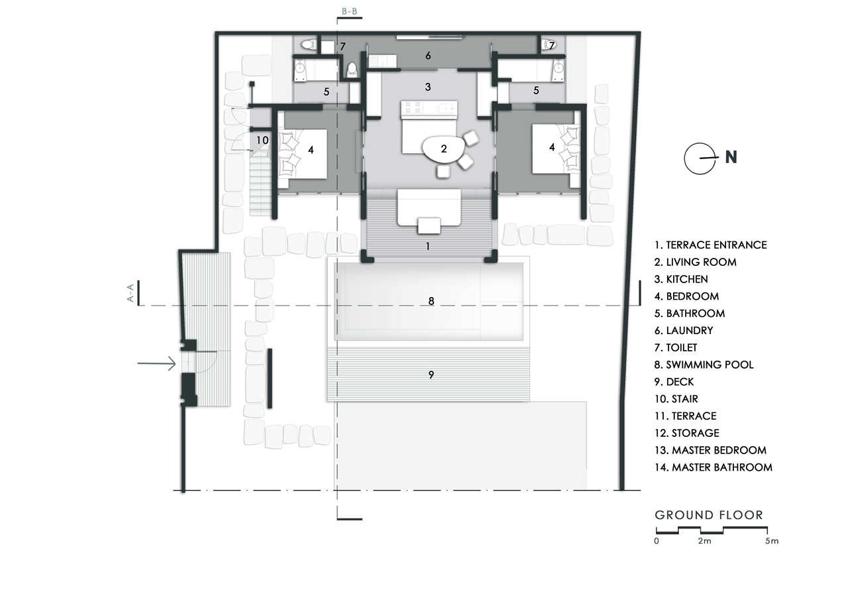 B-B
7
6
7
3
5
5
10
4
2
4
N
1
1. TERRACE ENTRANCE
2. LIVING ROOM
3. KITCHEN
4. BEDROOM
5. BATHROOM
6. LAUNDRY
7. TOILET
8. SWIMMING POOL
9. DECK
10. STAIR
11. TERRACE
12. STORAGE
13. MASTER BEDROOM
14. MASTER BATHROOM
A-A
8
9
GROUND FLOOR
0 2m 5m